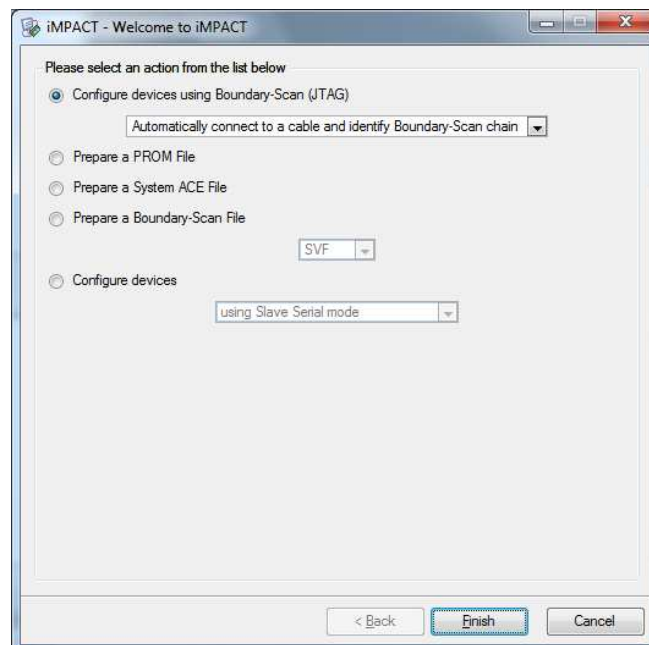 iMPACT - Welcome to iMPACT
Please select an action from the list below
Configure devices using Boundary-Scan (JTAG)
Automatically connect to a cable and identify Boundary-Scan chain
Prepare a PROM File
Prepare a System ACE File
Prepare a Boundary-Scan File
SVF
Configure devices
using Slave Serial mode
< Back Finish Cancel